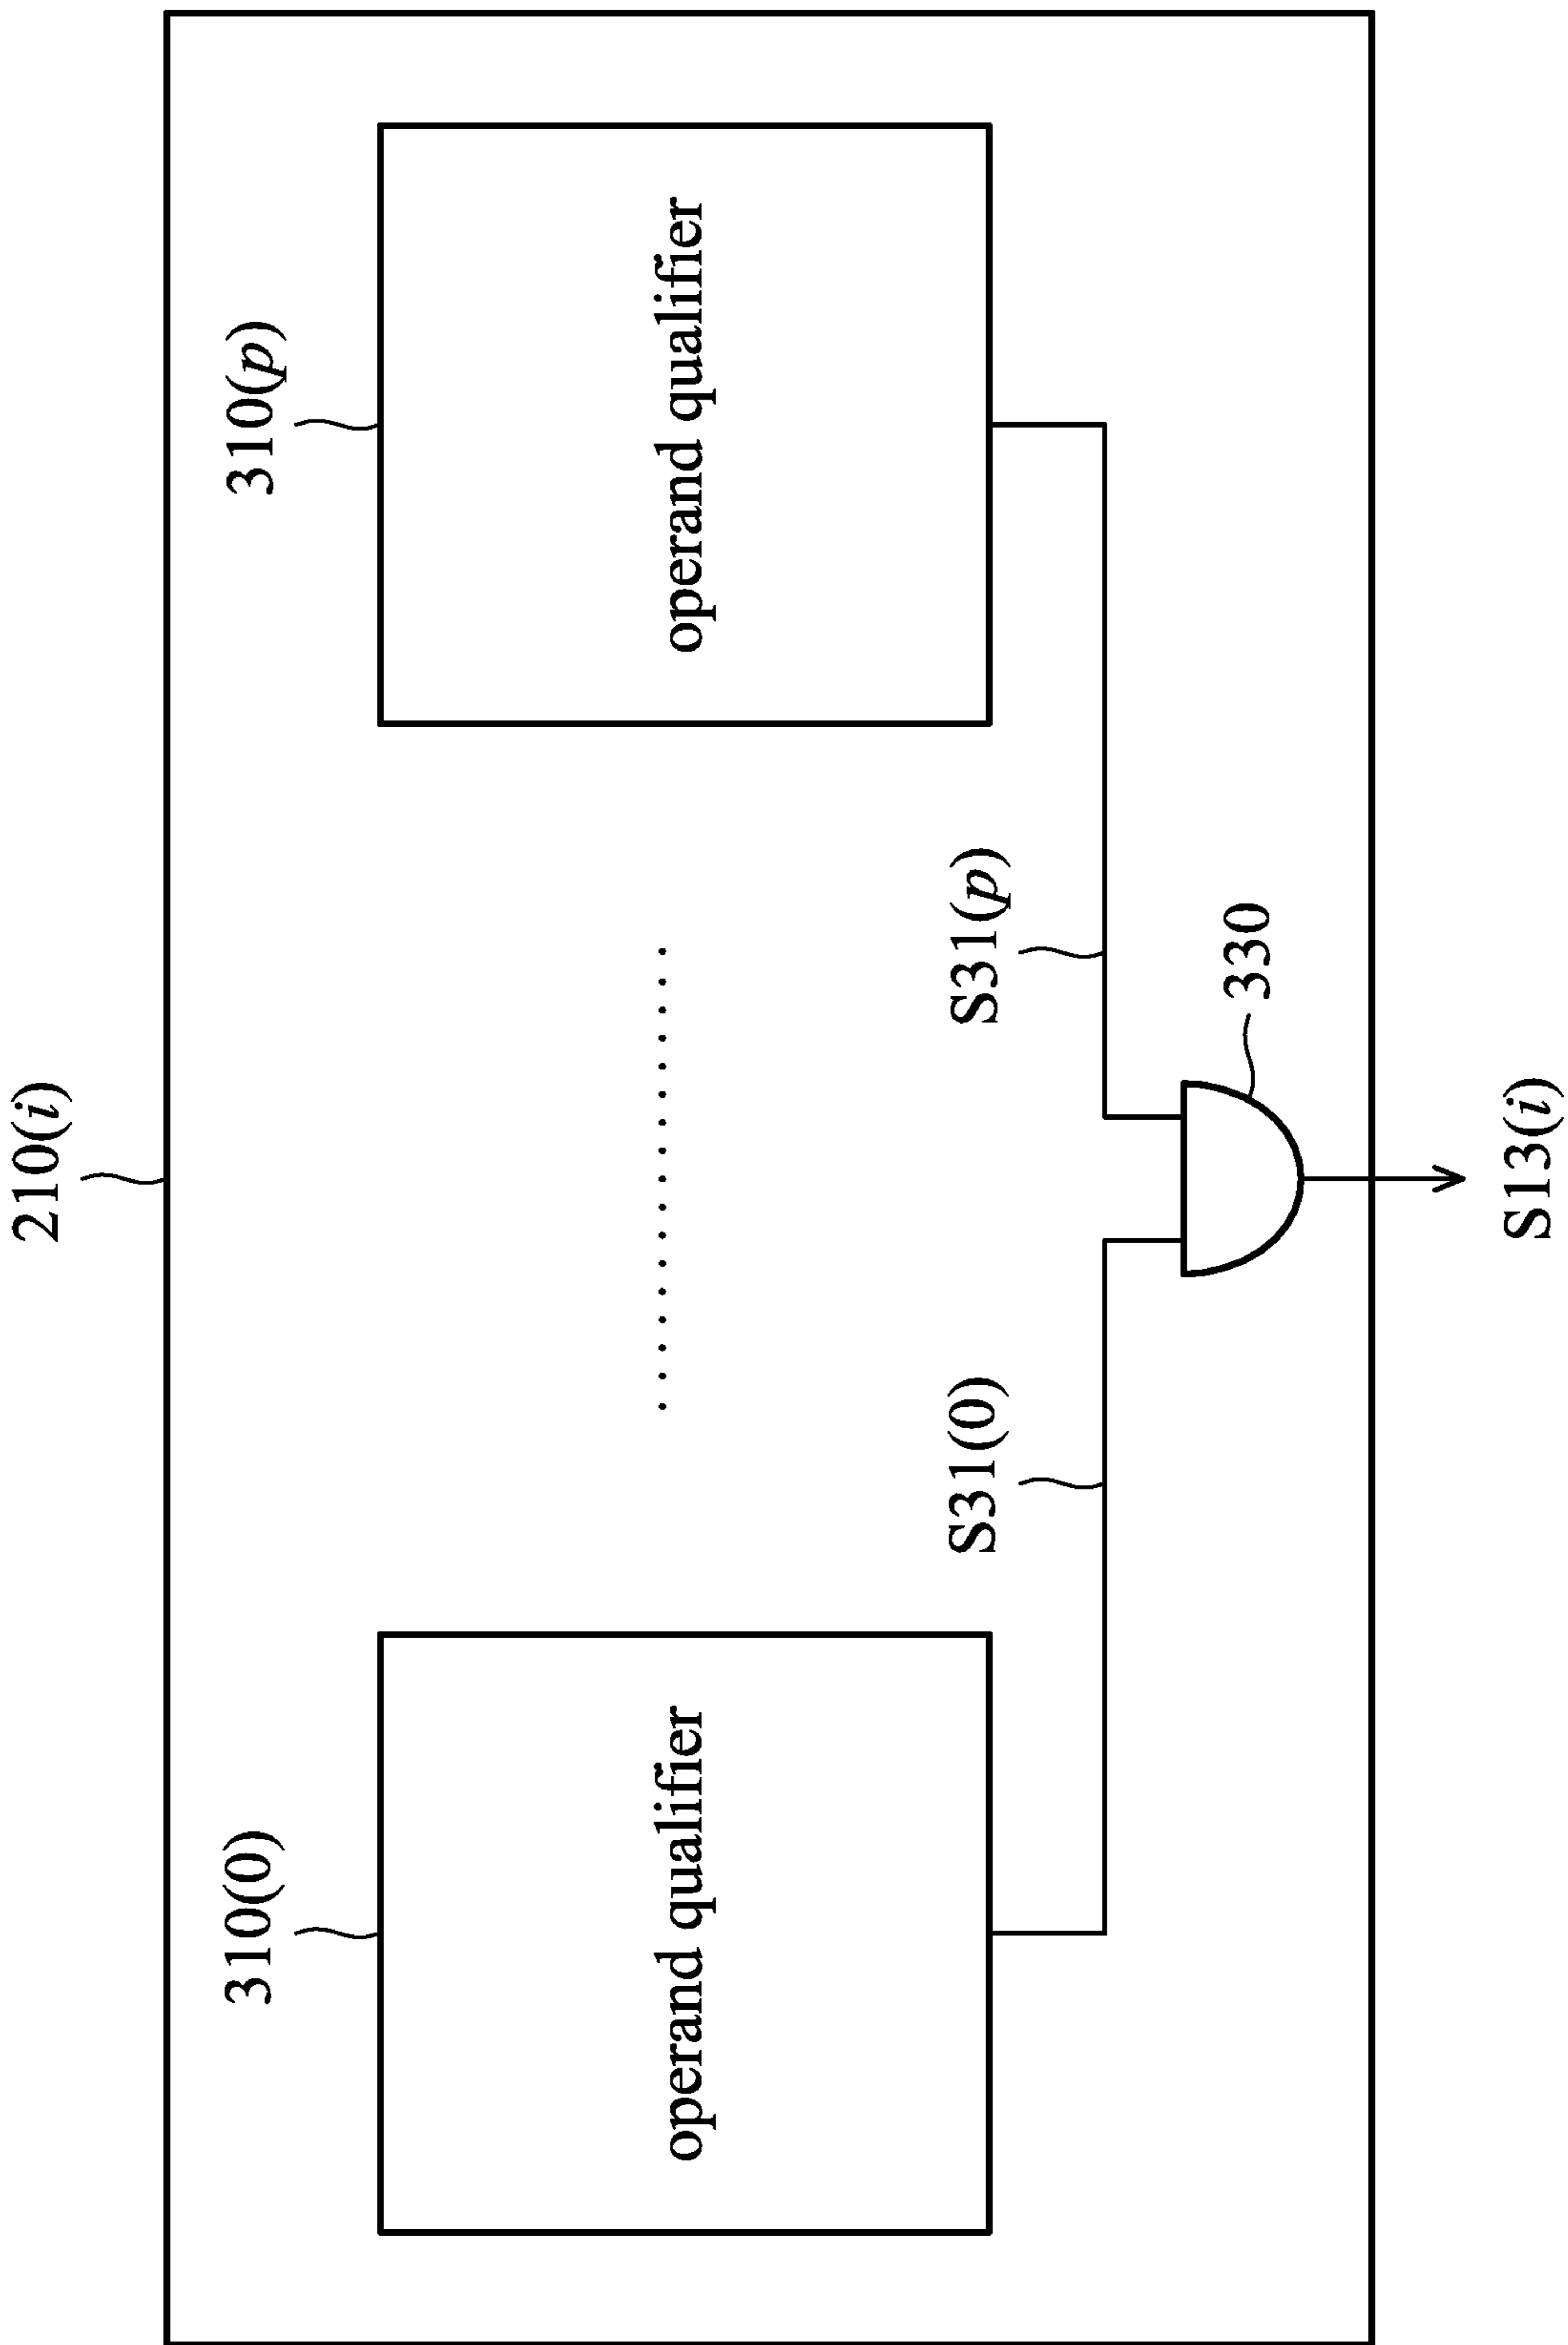 210(i)
310(0)
310(p)
operand qualifier
operand qualifier
S31(0)
S31(p)
330
S13(i)